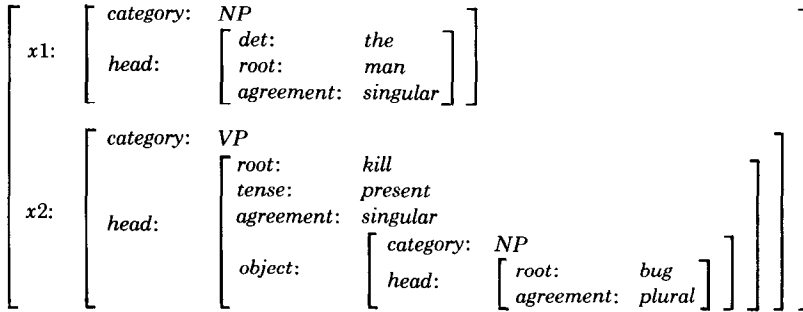 category: NP
x1: head: det: the
root: man
agreement: singular
category: VP
x2: head: root: kill
tense: present
agreement: singular
object: category: NP
head: root: bug
agreement: plural